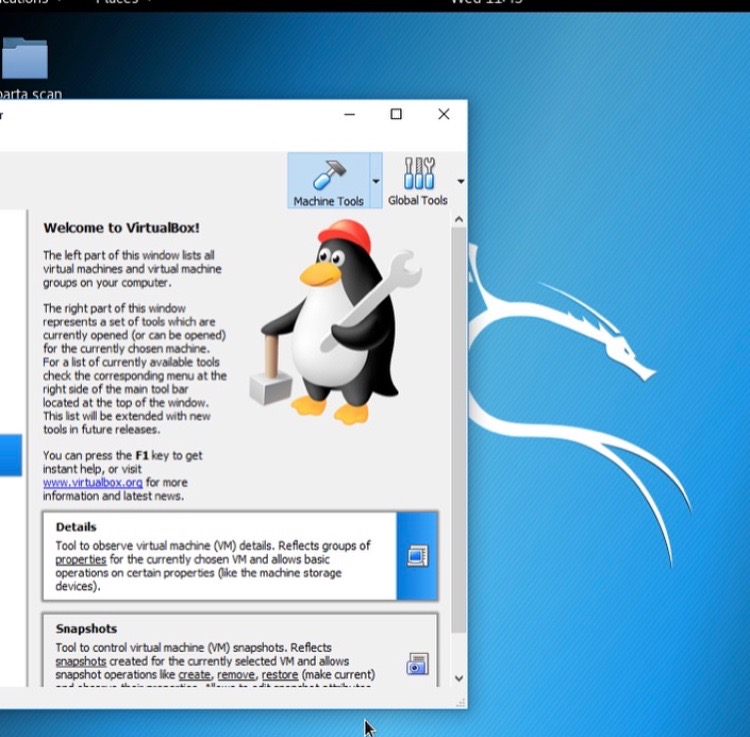 Places
Wed 11:45
scan
Machine Tools
Global Tools
Welcome to VirtualBox!
The left part of this window lists all
virtual machines and virtual machine
groups on your computer.
The right part of this window
represents a set of tools which are
currently opened (or can be opened)
for the currently chosen machine.
For a list of currently available tools
check the corresponding menu at the
right side of the main tool bar
located at the top of the window.
This list will be extended with new
tools in future releases.
You can press the F1 key to get
instant help, or visit
www.virtualbox.org for more
information and latest news.
Details
Tool to observe virtual machine (VM) details. Reflects groups of
properties for the currently chosen VM and allows basic
operations on certain properties (like the machine storage
devices).
Snapshots
Tool to control virtual machine (VM) snapshots. Reflects
snapshots created for the currently selected VM and allows
snapshot operations like create, remove, restore (make current)